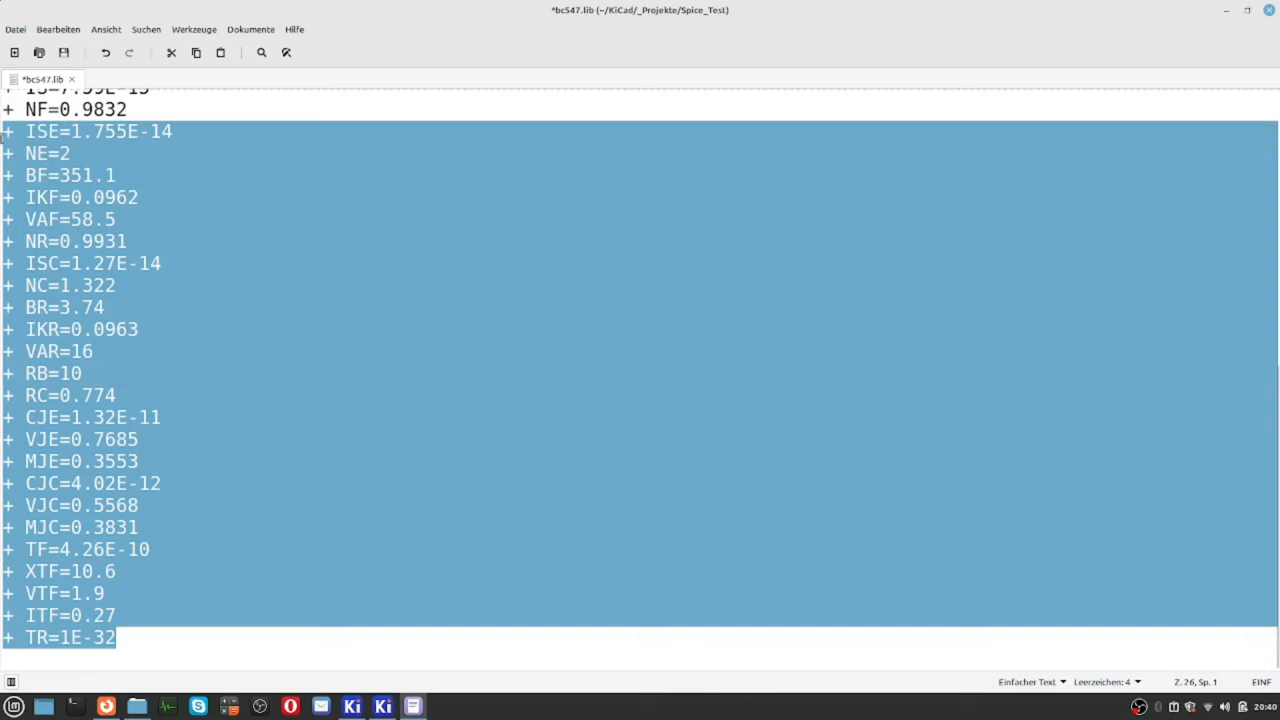 *bc547.lib (~/KiCad/_Projekte/Spice_Test)
Datei Bearbeiten Ansicht Suchen Werkzeuge Dokumente Hilfe
*bc547.lib
+ NF=0.9832
+ ISE=1.755E-14
+ NE=2
+ BF=351.1
+ IKF=0.0962
+ VAF=58.5
+ NR=0.9931
+ ISC=1.27E-14
+ NC=1.322
+ BR=3.74
+ IKR=0.0963
+ VAR=16
+ RB=10
+ RC=0.774
+ CJE=1.32E-11
+ VJE=0.7685
+ MJE=0.3553
+ CJC=4.02E-12
+ VJC=0.5568
+ MJC=0.3831
+ TF=4.26E-10
+ XTF=10.6
+ VTF=1.9
+ ITF=0.27
+ TR=1E-32
Einfacher Text Leerzeichen: 4 Z. 26, Sp. 1 EINF
Ki Ki 20:40